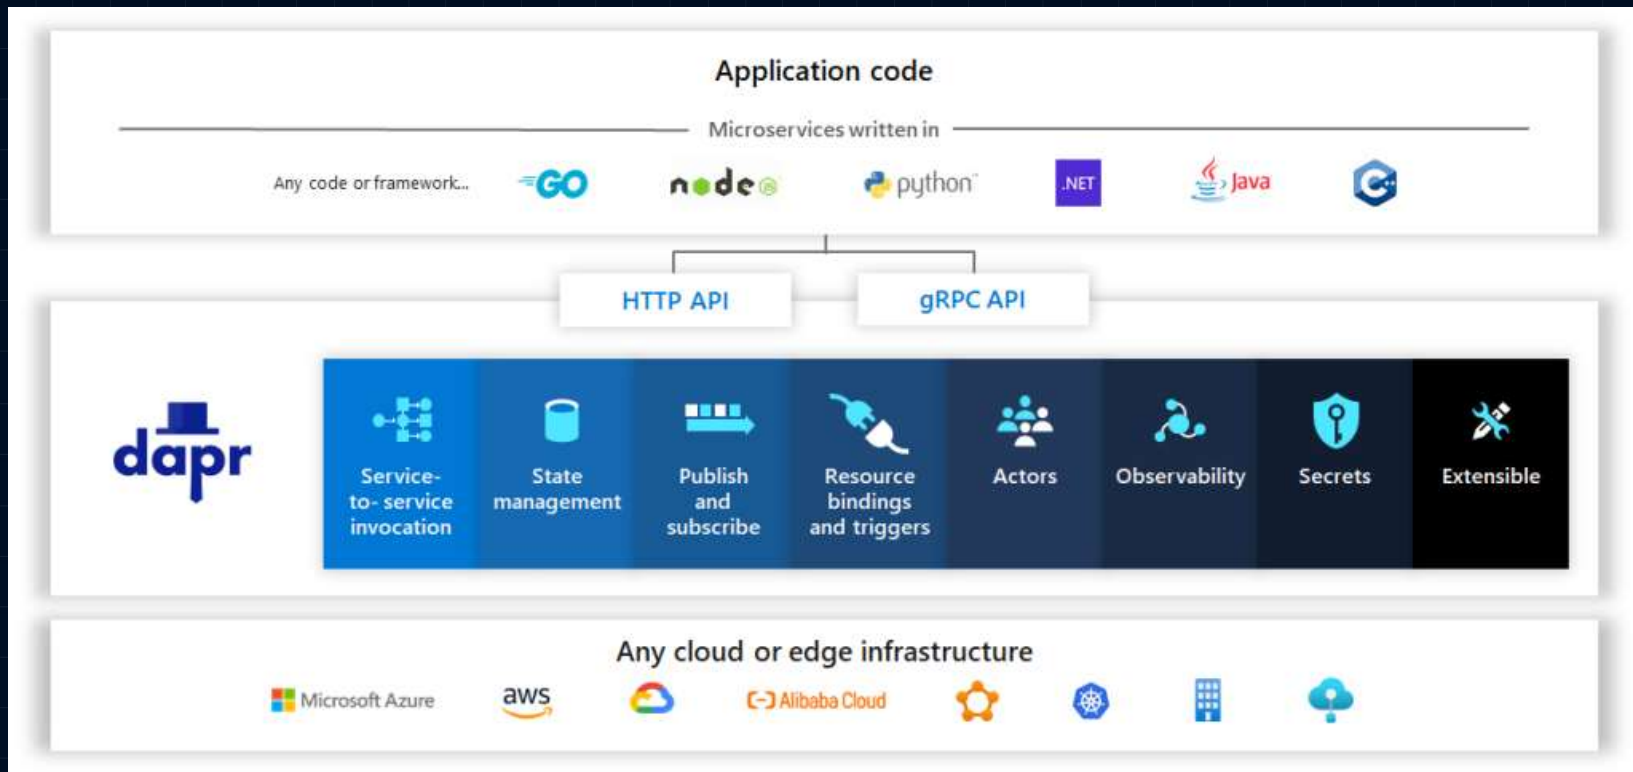 Application code
Microservices written in
Any code or framework...
GO
node JS
python
.NET
Java
C++
HTTP API
gRPC API
dapr
Service-
to- service
invocation
State
management
Publish
and
subscribe
Resource
bindings
and triggers
Actors
Observability
Secrets
Extensible
Any cloud or edge infrastructure
Microsoft Azure
aws
Alibaba Cloud